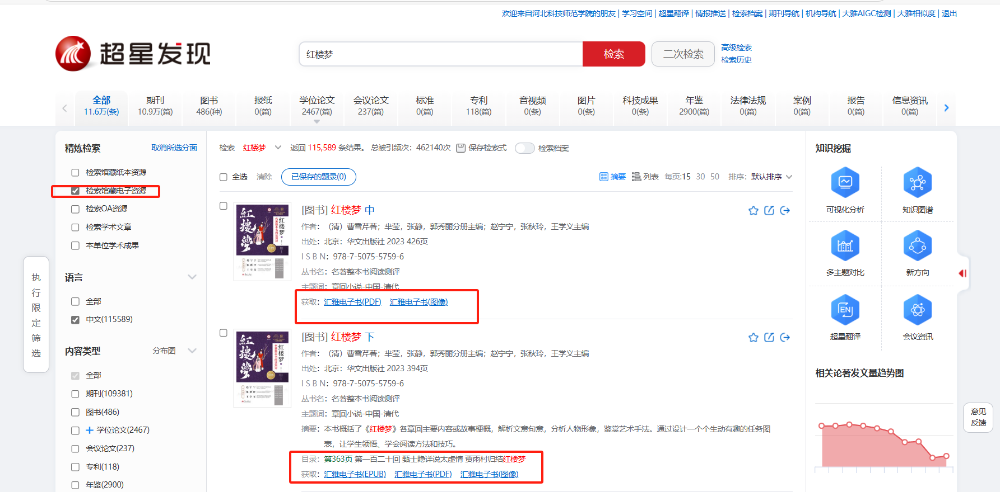 欢迎来自河北科技师范学院的朋友 | 学习空间 | 超星翻译 | 情报推送 | 检索档案 | 期刊导航 | 机构导航 | 大雅AIGC检测 | 大雅相似度 | 退出
超星发现
红楼梦
检索
二次检索
高级检索
检索历史
全部 期刊 图书 报纸 学位论文 会议论文 标准 专利 音视频 图片 科技成果 年鉴 法律法规 案例 报告 信息资讯
11.6万(条) 10.9万(篇) 486(种) 0(篇) 2467(篇) 237(篇) 0(篇) 118(篇) 0(条) 0(条) 0(条) 2900(篇) 0(篇) 0(篇) 0(篇) 0(篇)
精炼检索 取消所选分面
检索馆藏纸本资源
检索馆藏电子资源
检索OA资源
检索学术文章
本单位学术成果
语言
全部
中文(115589)
内容类型 分布图
全部
期刊(109381)
图书(486)
学位论文(2467)
会议论文(237)
专利(118)
年鉴(2900)
执行限定筛选
检索 红楼梦 返回 115,589 条结果。 总被引频次：462140次 保存检索式 检索档案
全选 清除 已保存的题录(0) 摘要 列表 每页:15 30 50 排序: 默认排序
紅樓夢
红楼梦
[图书] 红楼梦 中
作者：（清）曹雪芹著；芈莹，张静，郭秀丽分册主编；赵宁宁，张秋玲，王学义主编
出处：北京：华文出版社 2023 426页
I S B N：978-7-5075-5759-6
丛书名：名著整本书阅读测评
主题词：章回小说-中国-清代
获取：汇雅电子书(PDF) 汇雅电子书(图像)
紅樓夢
红楼梦
[图书] 红楼梦 下
作者：（清）曹雪芹著；芈莹，张静，郭秀丽分册主编；赵宁宁，张秋玲，王学义主编
出处：北京：华文出版社 2023 394页
I S B N：978-7-5075-5759-6
丛书名：名著整本书阅读测评
主题词：章回小说-中国-清代
摘要：本书概括了《红楼梦》各章回主要内容或故事梗概，解析文意句意，分析人物形象，鉴赏艺术手法。通过设计一个个生动有趣的任务图
表，让学生领悟、学会阅读方法和技巧。
目录：第363页 第一百二十回 甄士隐详说太虚情 贾雨村归结红楼梦
获取：汇雅电子书(EPUB) 汇雅电子书(PDF) 汇雅电子书(图像)
知识挖掘
可视化分析 知识图谱
多主题对比 新方向
EN
超星翻译 会议资讯
相关论著发文量趋势图
意见
反馈